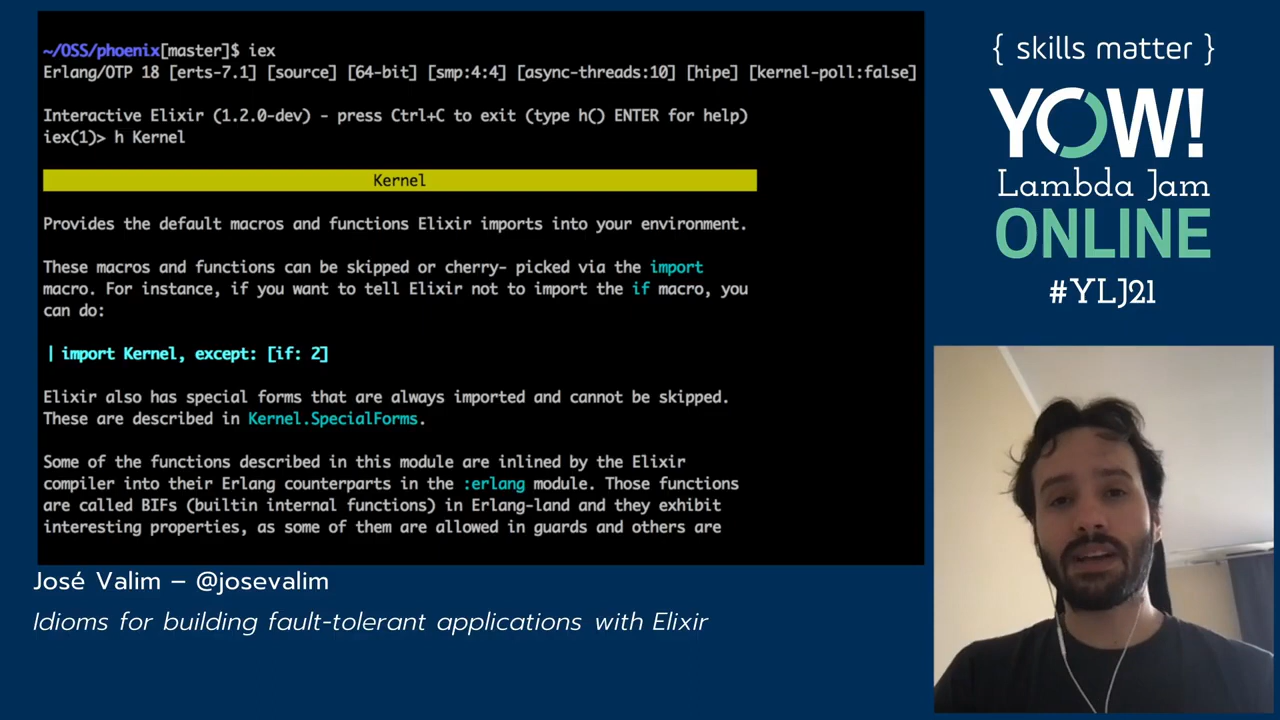 ~/OSS/phoenix[master]$ iex
Erlang/OTP 18 [erts-7.1] [source] [64-bit] [smp:4:4] [async-threads:10] [hipe] [kernel-poll:false]
Interactive Elixir (1.2.0-dev) - press Ctrl+C to exit (type h() ENTER for help)
iex(1)> h Kernel
Kernel
Provides the default macros and functions Elixir imports into your environment.
These macros and functions can be skipped or cherry- picked via the import
macro. For instance, if you want to tell Elixir not to import the if macro, you
can do:
| import Kernel, except: [if: 2]
Elixir also has special forms that are always imported and cannot be skipped.
These are described in Kernel.SpecialForms.
Some of the functions described in this module are inlined by the Elixir
compiler into their Erlang counterparts in the :erlang module. Those functions
are called BIFs (builtin internal functions) in Erlang-land and they exhibit
interesting properties, as some of them are allowed in guards and others are
José Valim – @josevalim
Idioms for building fault-tolerant applications with Elixir
{ skills matter }
YOW!
Lambda Jam
ONLINE
#YLJ21